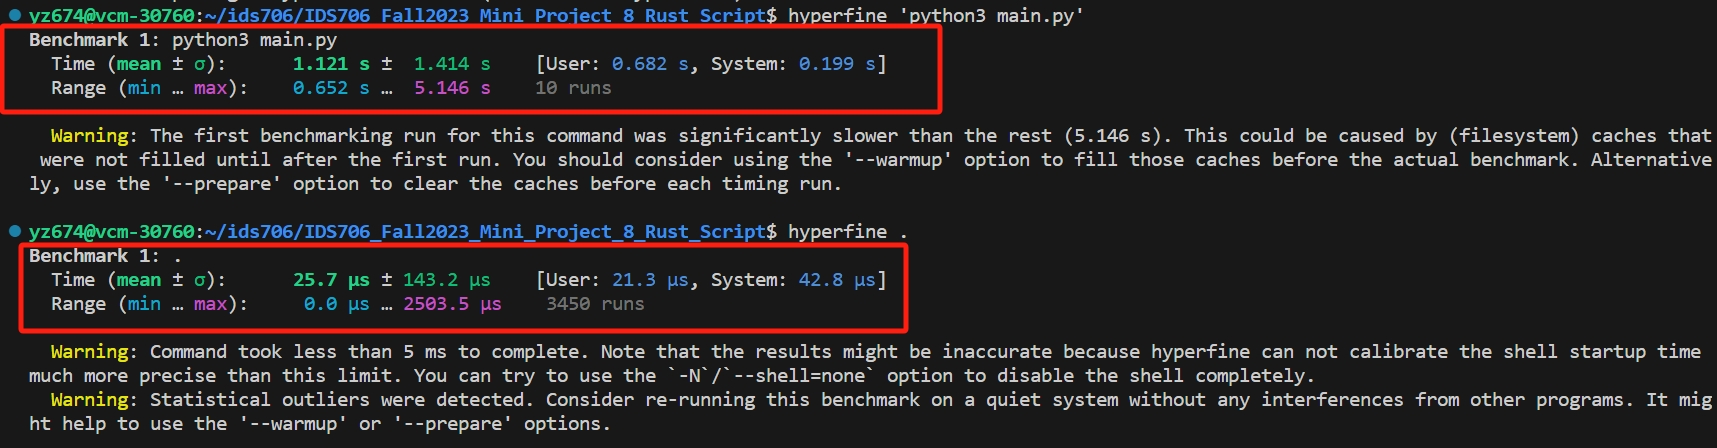 yz674@vcm-30760:~/ids706/IDS706_Fall2023_Mini_Project_8_Rust_Script$ hyperfine 'python3 main.py'
Benchmark 1: python3 main.py
Time (mean ± σ): 1.121 s ± 1.414 s [User: 0.682 s, System: 0.199 s]
Range (min … max): 0.652 s … 5.146 s 10 runs
Warning: The first benchmarking run for this command was significantly slower than the rest (5.146 s). This could be caused by (filesystem) caches that
were not filled until after the first run. You should consider using the '--warmup' option to fill those caches before the actual benchmark. Alternative
ly, use the '--prepare' option to clear the caches before each timing run.
yz674@vcm-30760:~/ids706/IDS706_Fall2023_Mini_Project_8_Rust_Script$ hyperfine .
Benchmark 1: .
Time (mean ± σ): 25.7 µs ± 143.2 µs [User: 21.3 µs, System: 42.8 µs]
Range (min … max): 0.0 µs … 2503.5 µs 3450 runs
Warning: Command took less than 5 ms to complete. Note that the results might be inaccurate because hyperfine can not calibrate the shell startup time
much more precise than this limit. You can try to use the `-N`/`--shell=none` option to disable the shell completely.
Warning: Statistical outliers were detected. Consider re-running this benchmark on a quiet system without any interferences from other programs. It mig
ht help to use the '--warmup' or '--prepare' options.